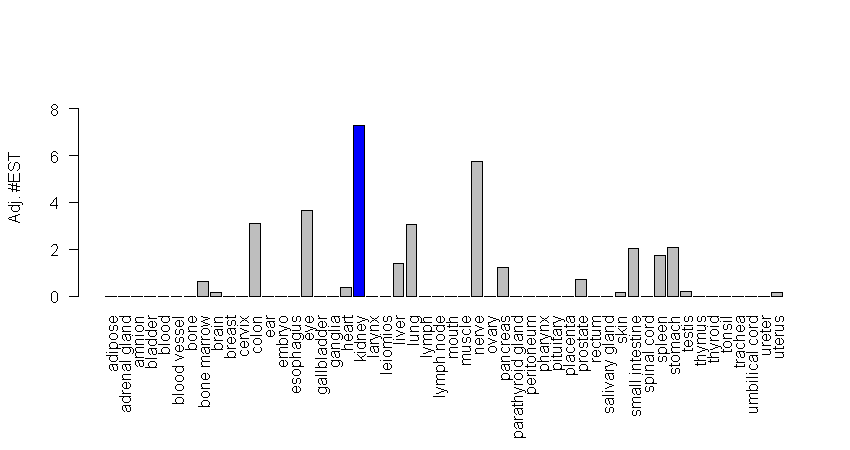 8
6
4
2
0
Adj. #EST
adipose
adrenal gland
amnion
bladder
blood
blood vessel
bone
bone marrow
brain
breast
cervix
colon
ear
embryo
esophagus
eye
gallbladder
ganglia
heart
kidney
larynx
leiomios
liver
lung
lymph
lymph node
mouth
muscle
nerve
ovary
pancreas
parathyroid gland
peritoneum
pharynx
pituitary
placenta
prostate
rectum
salivary gland
skin
small intestine
spinal cord
spleen
stomach
testis
thymus
thyroid
tonsil
trachea
umbilical cord
ureter
uterus